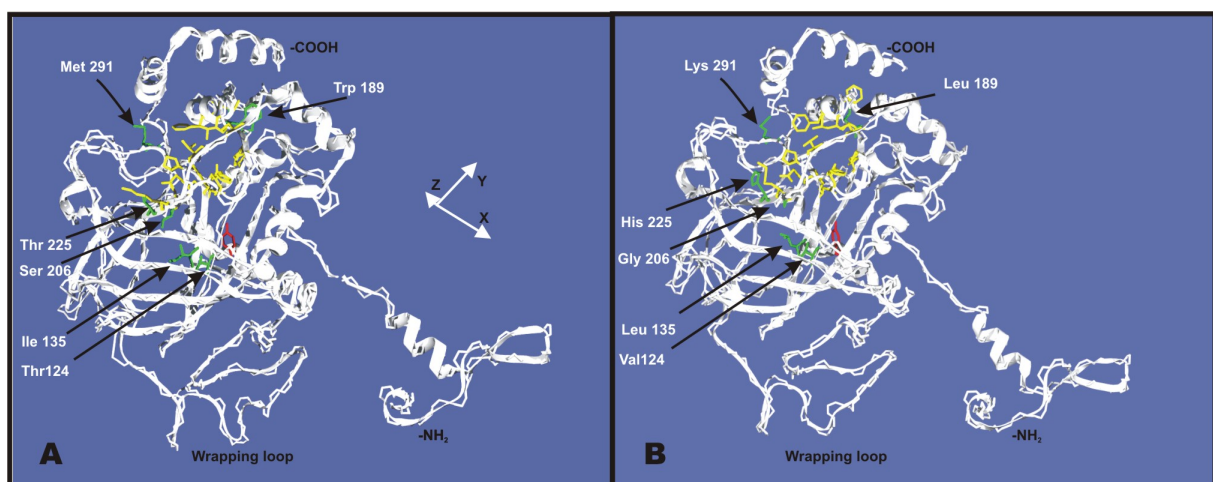 -COOH
Met 291
Trp 189
Z
Y
X
Thr 225
Ser 206
Ile 135
Thr124
-NH₂
A
Wrapping loop
-COOH
Lys 291
Leu 189
His 225
Gly 206
Leu 135
Val124
-NH₂
B
Wrapping loop